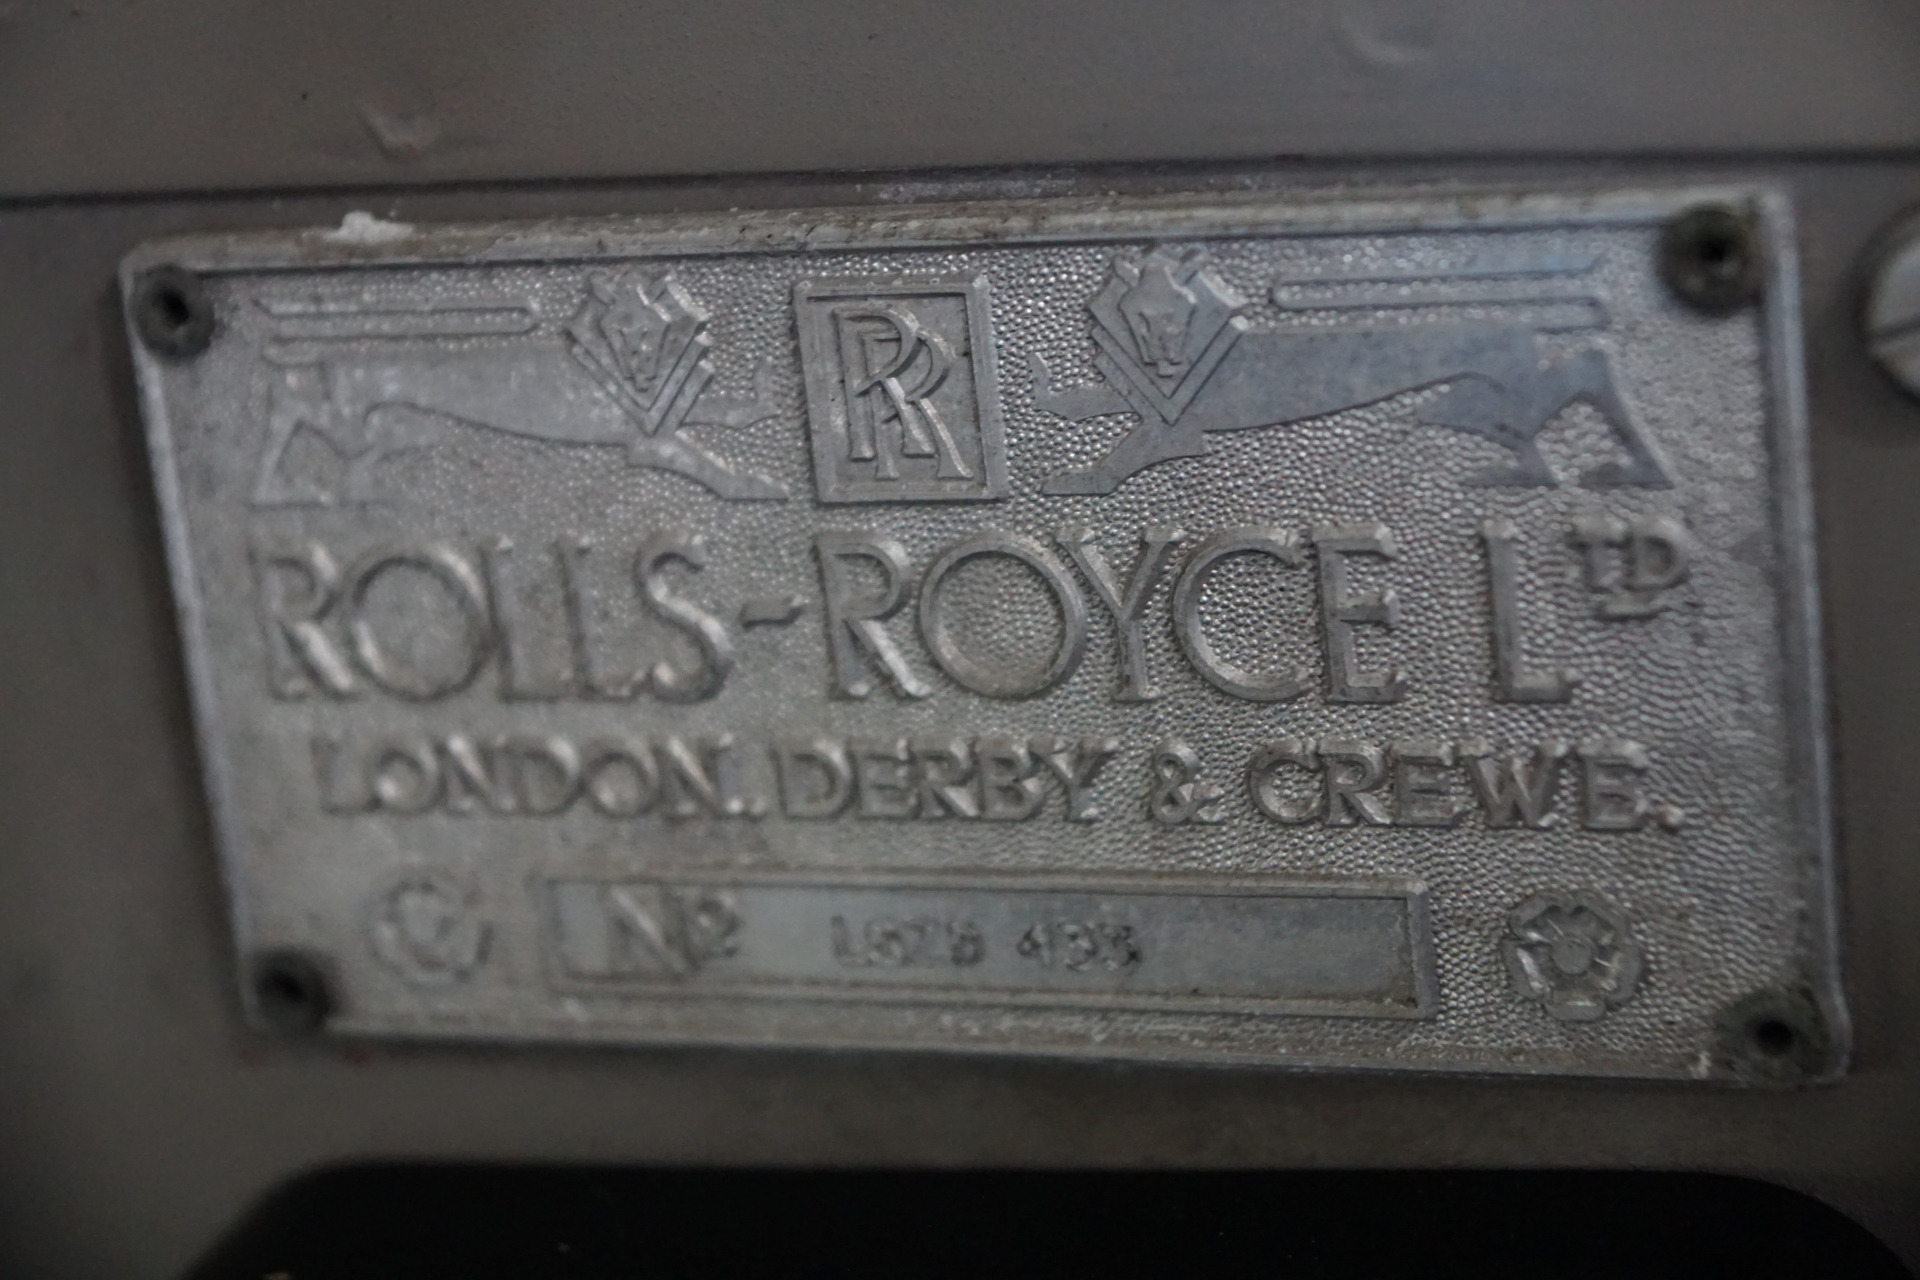 RR
ROLLS-ROYCE LTD
LONDON. DERBY & CREWE.
No